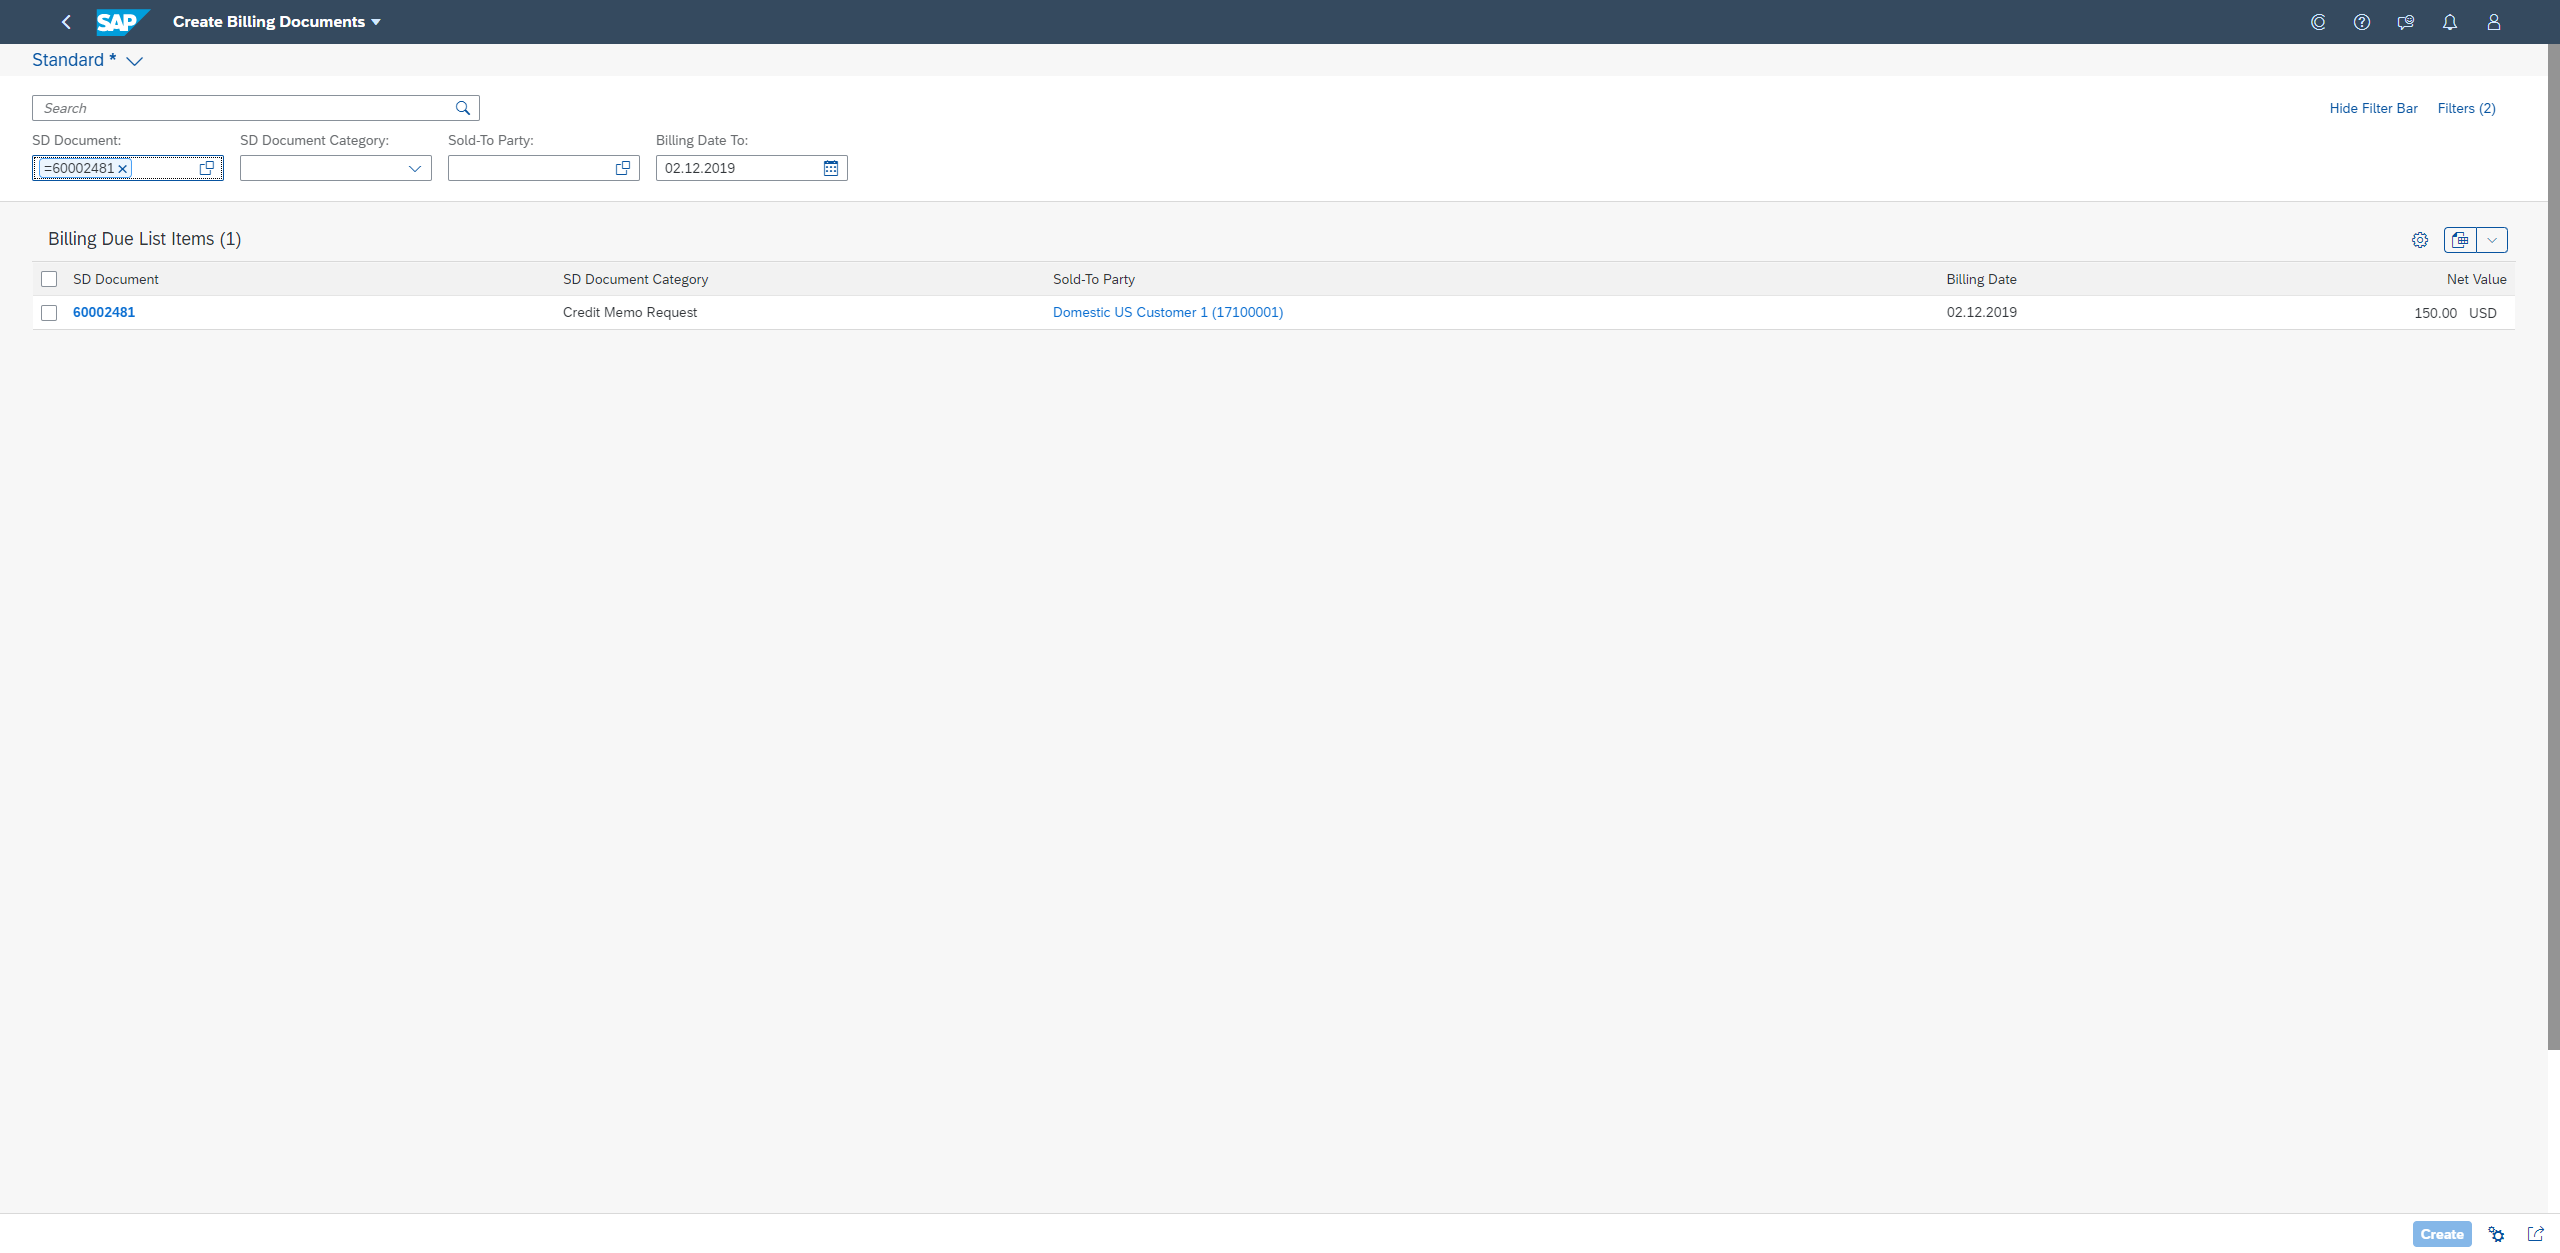 SAP Create Billing Documents
Standard *
Search
Hide Filter Bar Filters (2)
SD Document: SD Document Category: Sold-To Party: Billing Date To:
=60002481 02.12.2019
Billing Due List Items (1)
SD Document SD Document Category Sold-To Party Billing Date Net Value
60002481 Credit Memo Request Domestic US Customer 1 (17100001) 02.12.2019 150.00 USD
Create